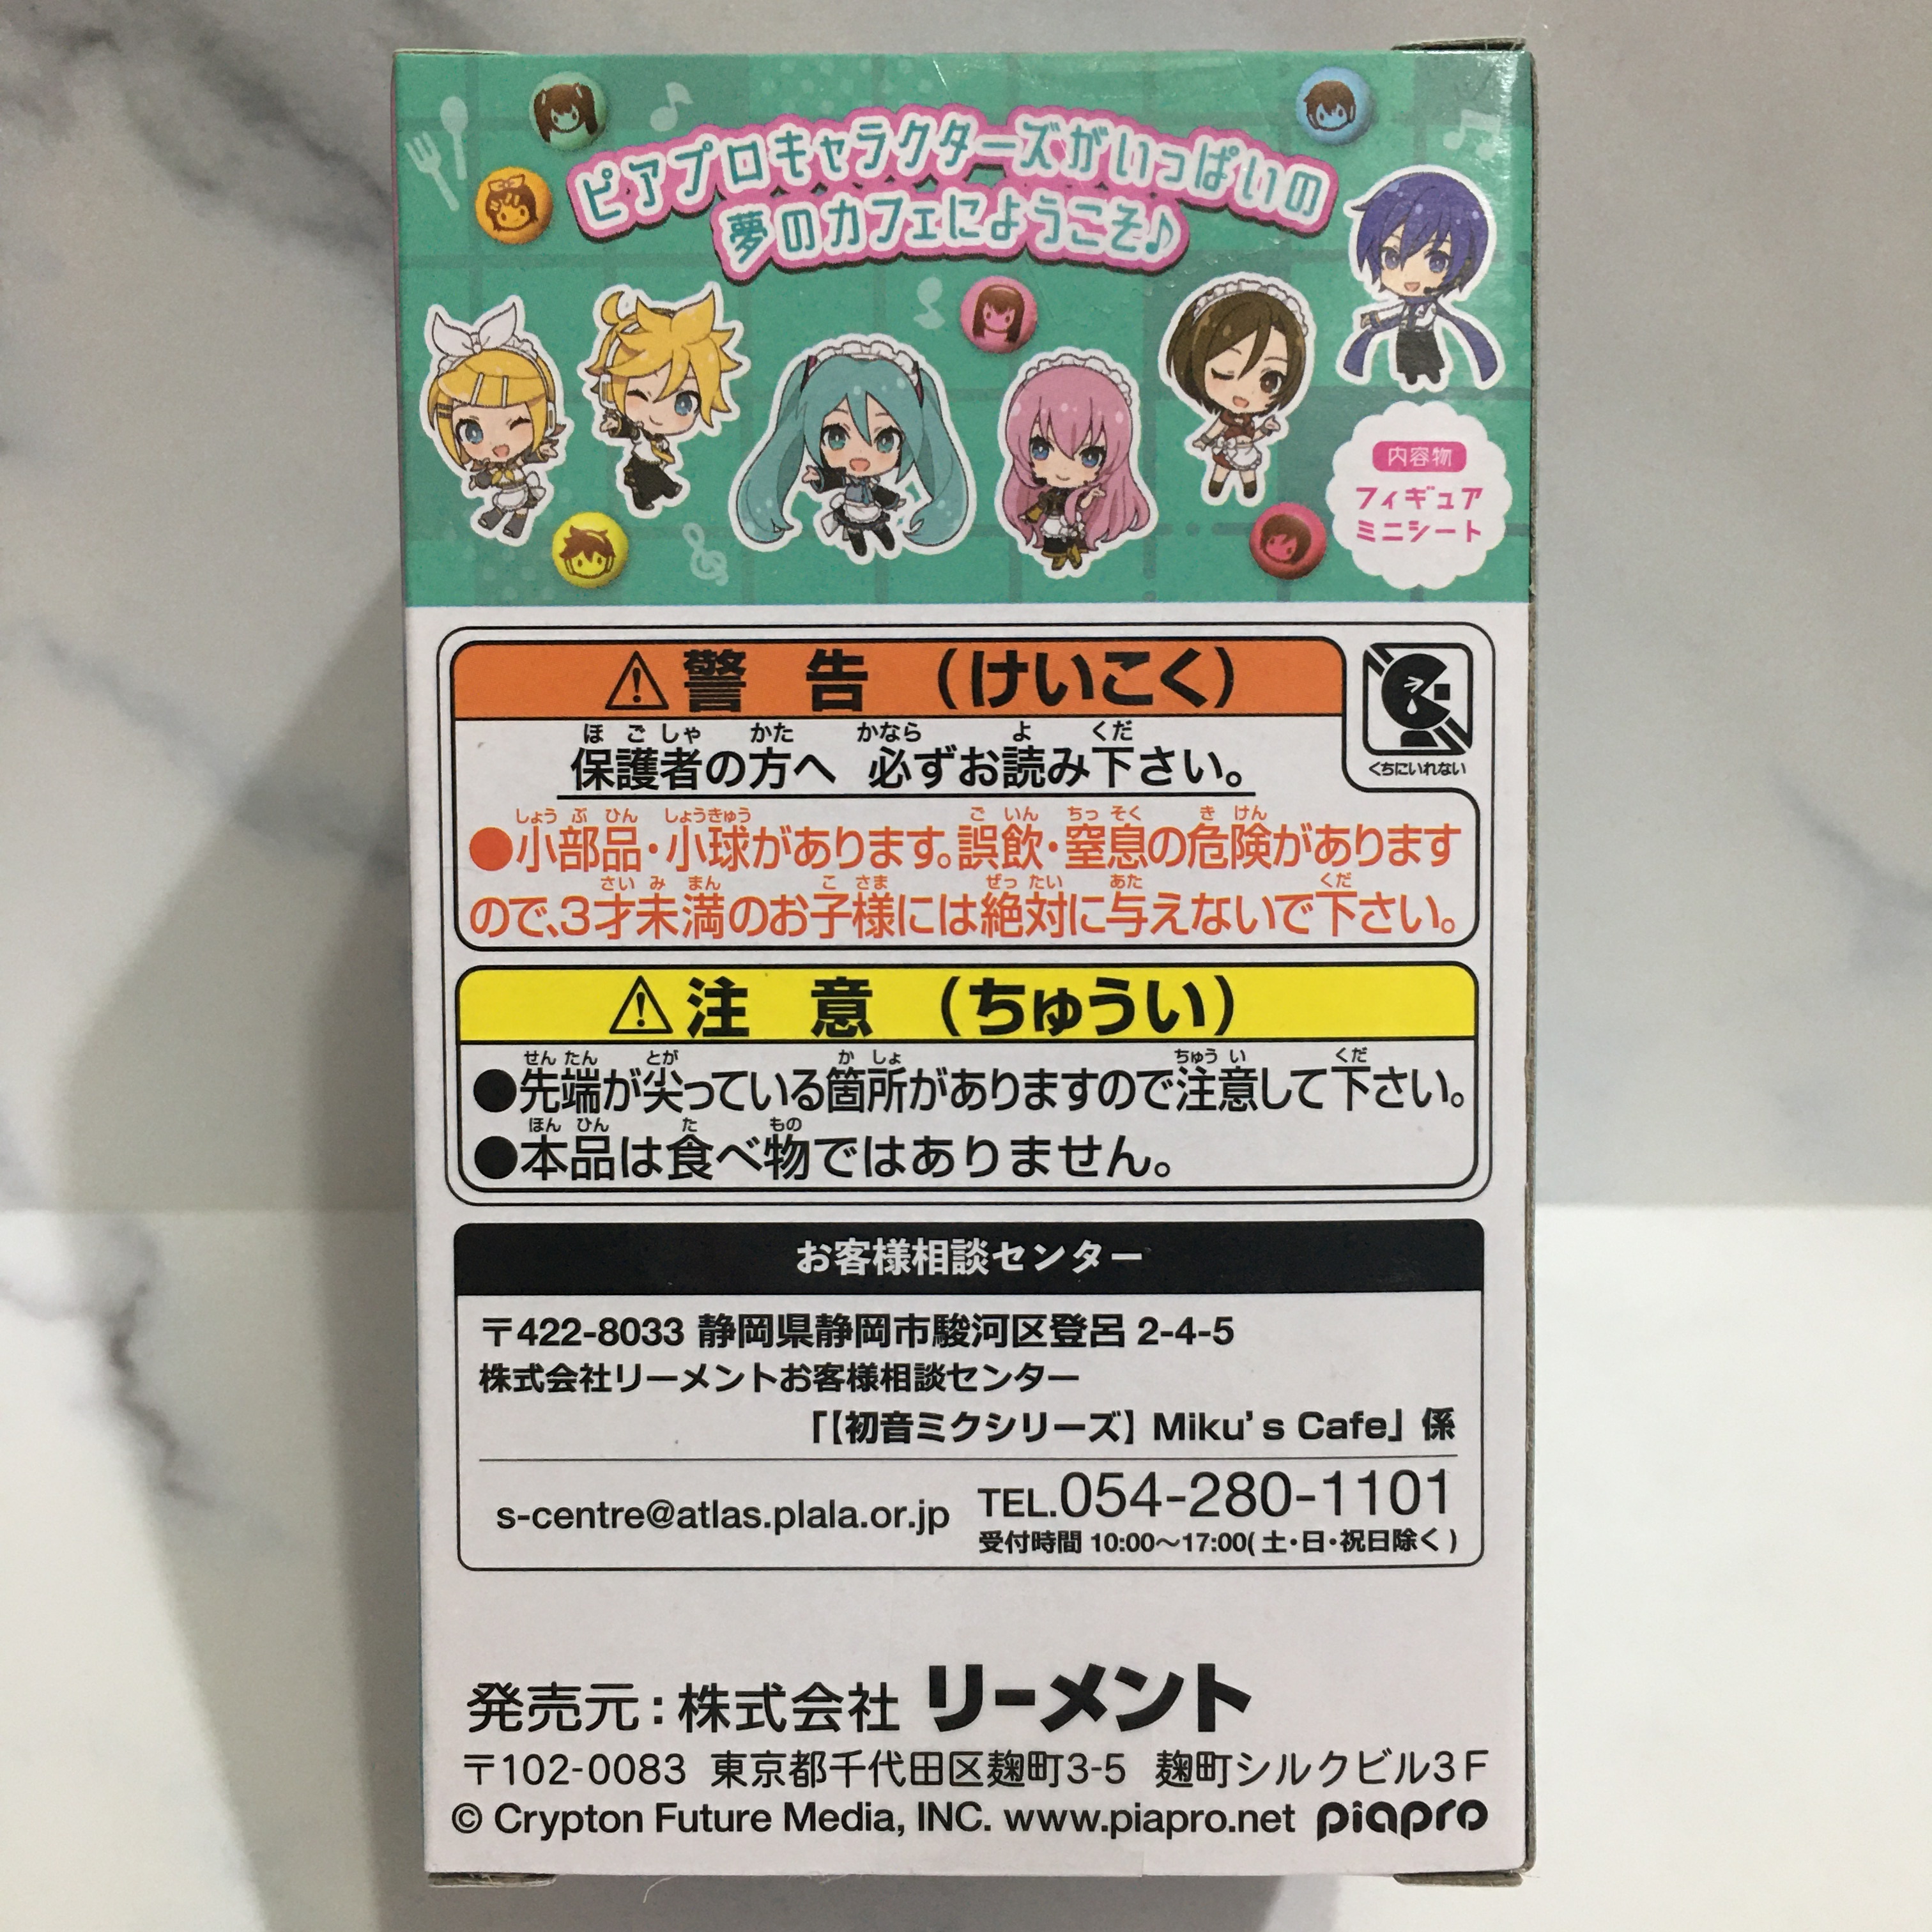 ピアプロキャラクターズがいっぱいの
夢のカフェにようこそ♪
内容物
フィギュア
ミニシート
⚠警告（けいこく）
くちにいれない
ほごしゃ かた かなら よ くだ
保護者の方へ 必ずお読み下さい。
しょう ぶ ひん しょうきゅう ご いん ちっ そく き けん
●小部品・小球があります。誤飲・窒息の危険があります
さい み まん こ さま ぜっ たい あた くだ
ので、3才未満のお子様には絶対に与えないで下さい。
⚠注意（ちゅうい）
せん たん とが か しょ ちゅう い くだ
●先端が尖っている箇所がありますので注意して下さい。
ほん ひん た もの
●本品は食べ物ではありません。
お客様相談センター
〒422-8033 静岡県静岡市駿河区登呂 2-4-5
株式会社リーメントお客様相談センター
「【初音ミクシリーズ】Miku's Cafe」係
s-centre@atlas.plala.or.jp TEL.054-280-1101
受付時間 10:00〜17:00( 土・日・祝日除く )
発売元：株式会社 リーメント
〒102-0083 東京都千代田区麹町3-5 麹町シルクビル3F
© Crypton Future Media, INC. www.piapro.net piapro